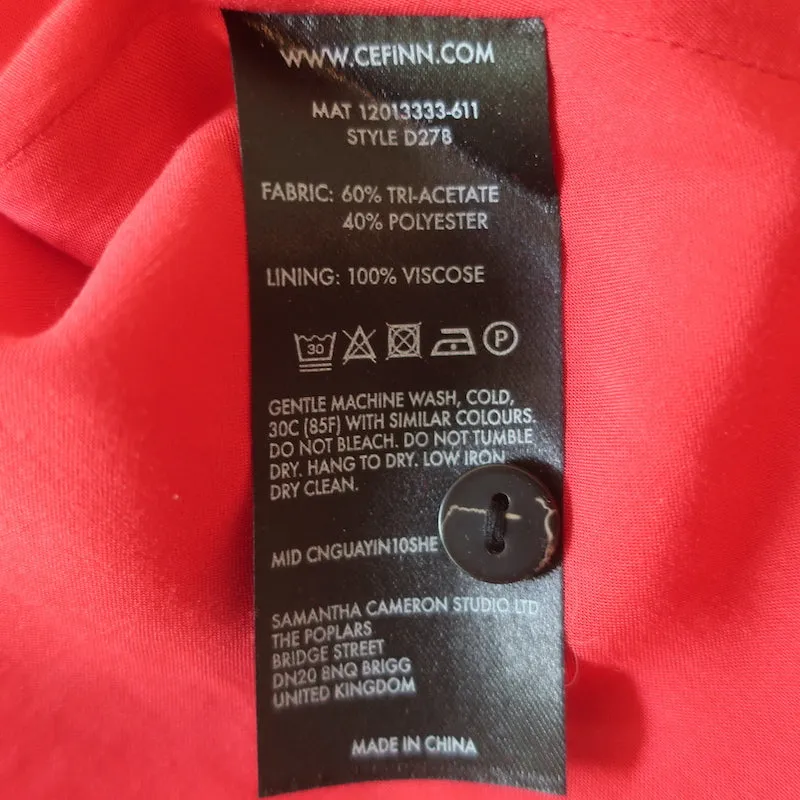 WWW.CEFINN.COM
MAT 12013333-611
STYLE D27B
FABRIC: 60% TRI-ACETATE
40% POLYESTER
LINING: 100% VISCOSE
30 P
GENTLE MACHINE WASH, COLD,
30C (85F) WITH SIMILAR COLOURS.
DO NOT BLEACH. DO NOT TUMBLE
DRY. HANG TO DRY. LOW IRON
DRY CLEAN.
MID CNGUAYIN10SHE
SAMANTHA CAMERON STUDIO LTD
THE POPLARS
BRIDGE STREET
DN20 8NQ BRIGG
UNITED KINGDOM
MADE IN CHINA